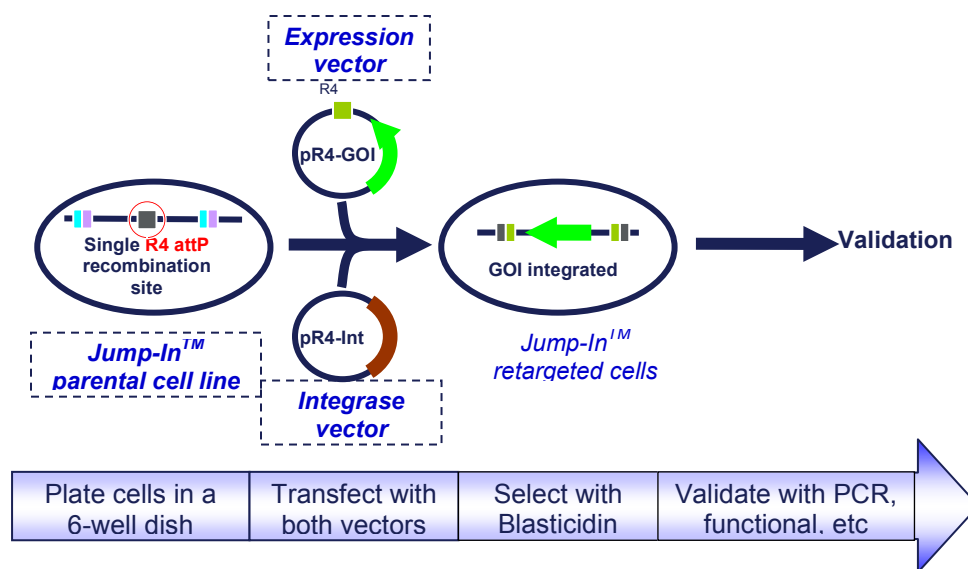 Expression
vector
R4
pR4-GOI
Single R4 attP
recombination
site
GOI integrated
Validation
pR4-Int
Jump-In™
parental cell line
Jump-In™
retargeted cells
Integrase
vector
Plate cells in a
6-well dish
Transfect with
both vectors
Select with
Blasticidin
Validate with PCR,
functional, etc